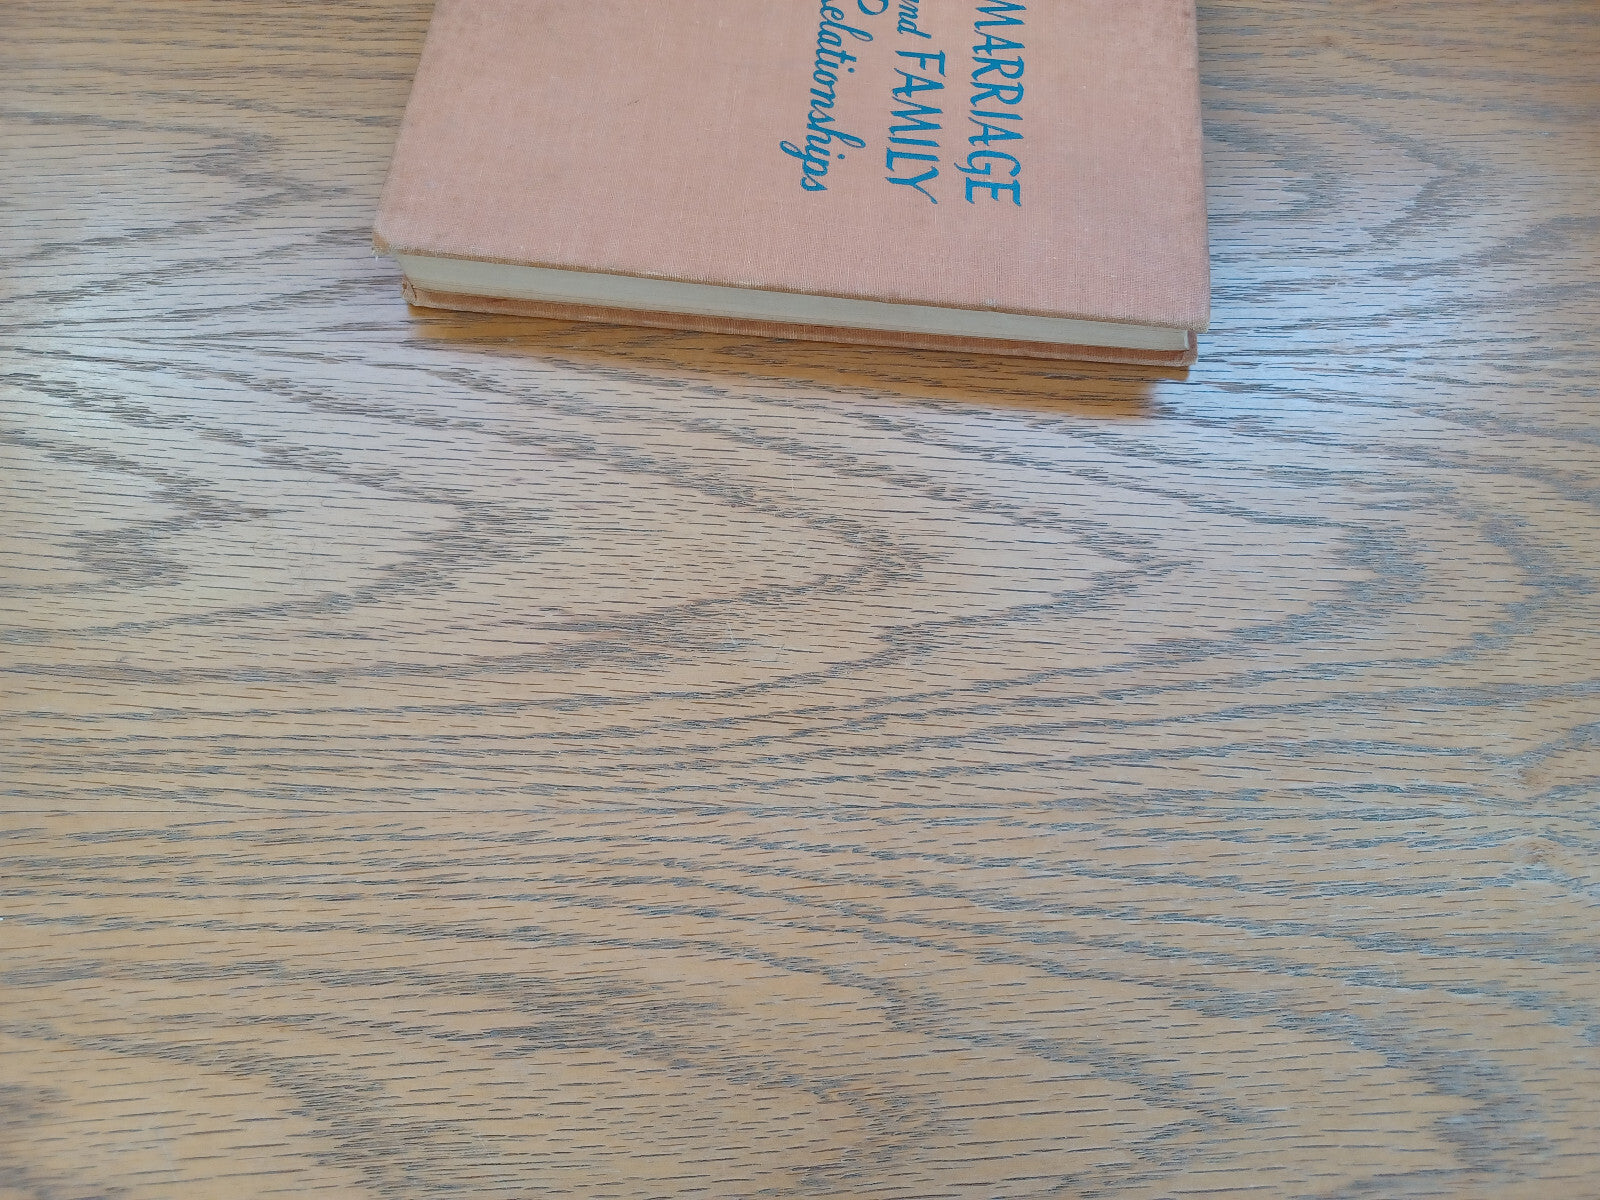 MARRIAGE
and FAMILY
Relationships